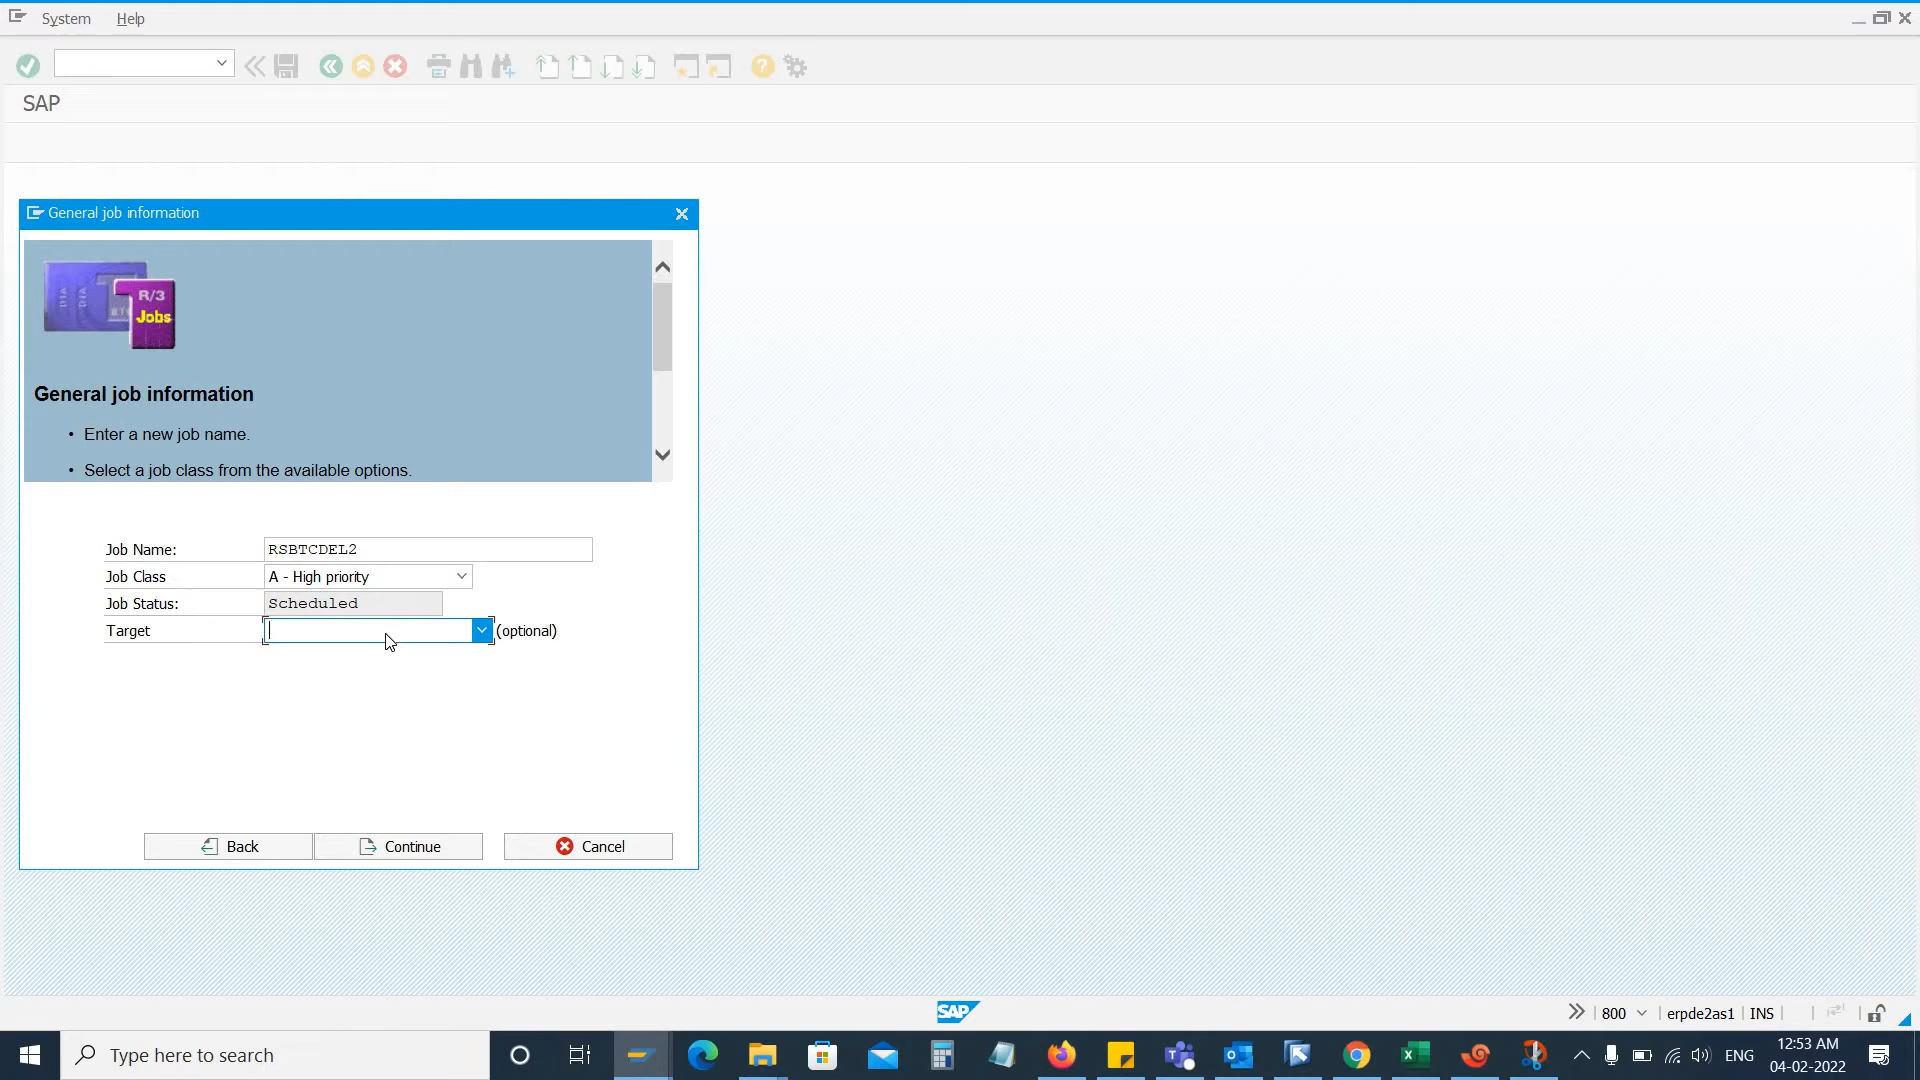 System Help
SAP
General job information
R/3
Jobs
General job information
• Enter a new job name.
• Select a job class from the available options.
Job Name: RSBTCDEL2
Job Class A - High priority
Job Status: Scheduled
Target (optional)
Back Continue Cancel
SAP
800 erpde2as1 INS
Type here to search
ENG
12:53 AM
04-02-2022